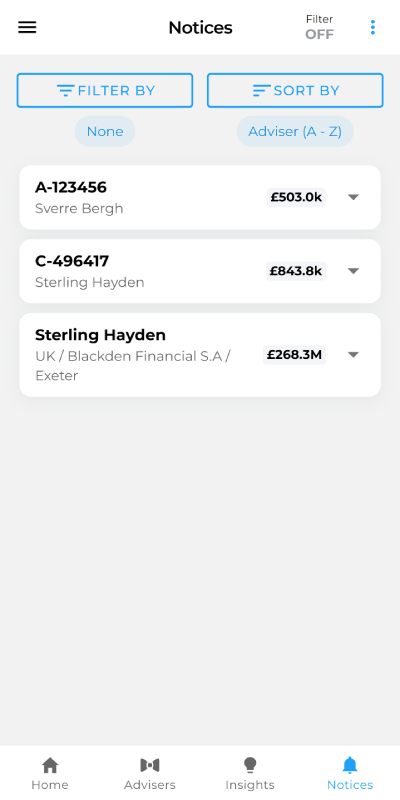 Notices
Filter
OFF
FILTER BY
SORT BY
None
Adviser (A - Z)
A-123456
Sverre Bergh
£503.0k
C-496417
Sterling Hayden
£843.8k
Sterling Hayden
UK / Blackden Financial S.A /
Exeter
£268.3M
Home
Advisers
Insights
Notices